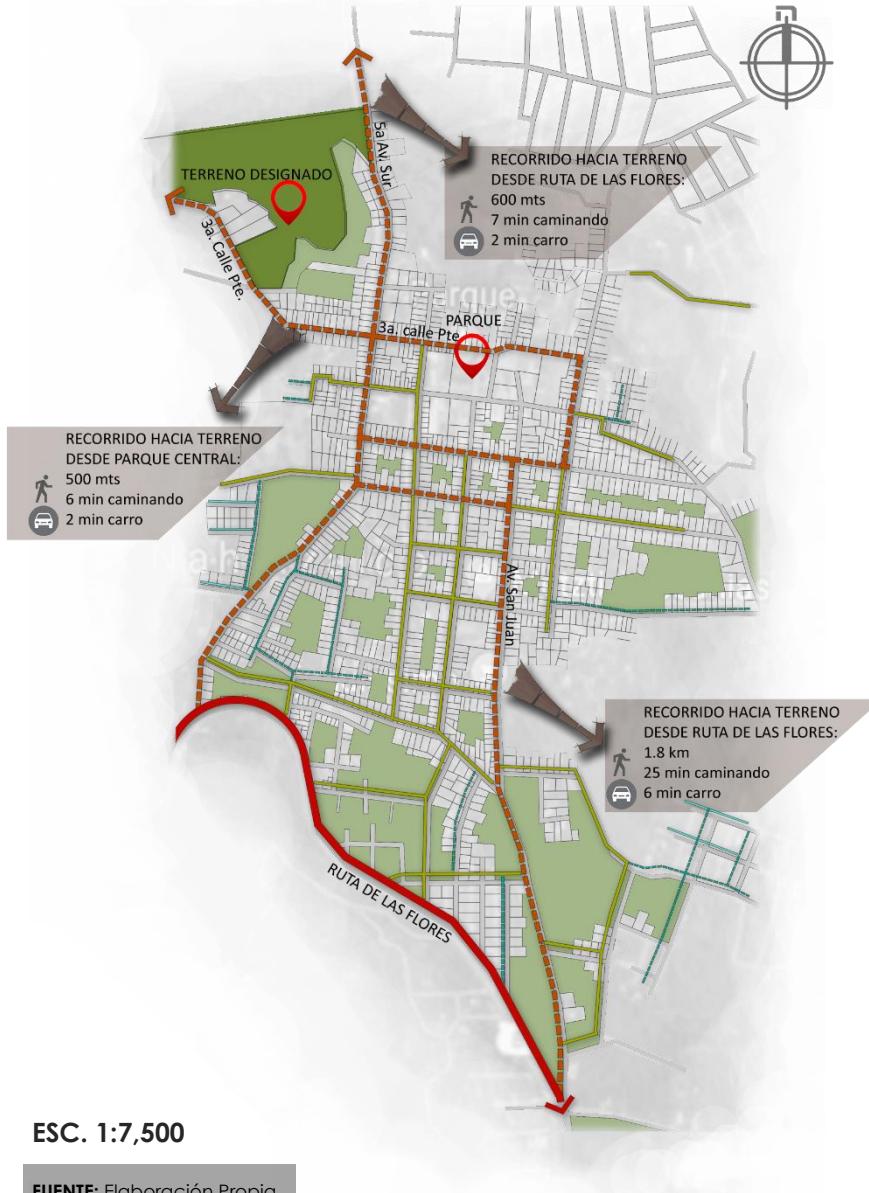 5a Av. Sur
RECORRIDO HACIA TERRENO
DESDE RUTA DE LAS FLORES:
600 mts
7 min caminando
2 min carro
TERRENO DESIGNADO
3a. Calle Pte.
PARQUE
3a. calle Pte
RECORRIDO HACIA TERRENO
DESDE PARQUE CENTRAL:
500 mts
6 min caminando
2 min carro
Av. San Juan
RECORRIDO HACIA TERRENO
DESDE RUTA DE LAS FLORES:
1.8 km
25 min caminando
6 min carro
RUTA DE LAS FLORES
ESC. 1:7,500
FUENTE: Elaboración Propia